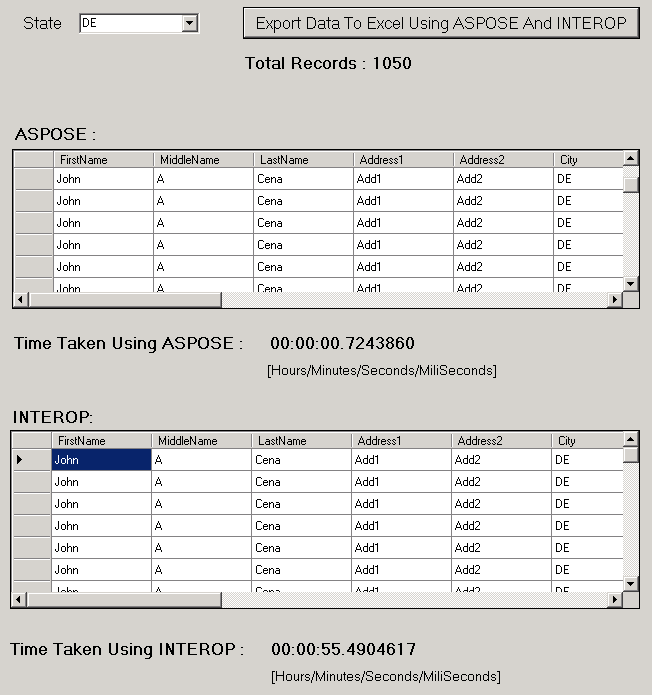 State DE Export Data To Excel Using ASPOSE And INTEROP
Total Records : 1050
ASPOSE :
FirstName MiddleName LastName Address1 Address2 City
John A Cena Add1 Add2 DE
John A Cena Add1 Add2 DE
John A Cena Add1 Add2 DE
John A Cena Add1 Add2 DE
John A Cena Add1 Add2 DE
John A Cena Add1 Add2 DE
Time Taken Using ASPOSE : 00:00:00.7243860
[Hours/Minutes/Seconds/MiliSeconds]
INTEROP:
FirstName MiddleName LastName Address1 Address2 City
John A Cena Add1 Add2 DE
John A Cena Add1 Add2 DE
John A Cena Add1 Add2 DE
John A Cena Add1 Add2 DE
John A Cena Add1 Add2 DE
John A Cena Add1 Add2 DE
John A Cena Add1 Add2 DE
Time Taken Using INTEROP : 00:00:55.4904617
[Hours/Minutes/Seconds/MiliSeconds]